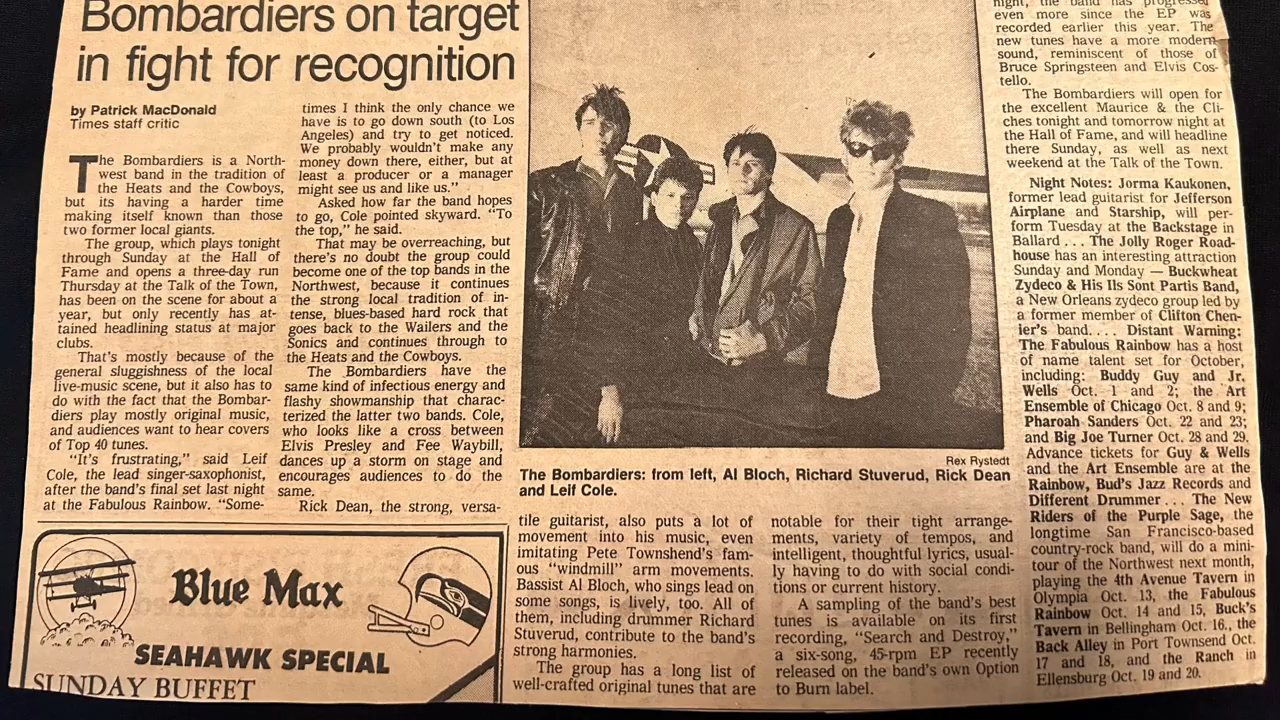 Bombardiers on target
in fight for recognition
by Patrick MacDonald
Times staff critic
The Bombardiers is a North-
west band in the tradition of
the Heats and the Cowboys,
but its having a harder time
making itself known than those
two former local giants.
The group, which plays tonight
through Sunday at the Hall of
Fame and opens a three-day run
Thursday at the Talk of the Town,
has been on the scene for about a
year, but only recently has at-
tained headlining status at major
clubs.
That's mostly because of the
general sluggishness of the local
live-music scene, but it also has to
do with the fact that the Bombar-
diers play mostly original music,
and audiences want to hear covers
of Top 40 tunes.
"It's frustrating," said Leif
Cole, the lead singer-saxophonist,
after the band's final set last night
at the Fabulous Rainbow. "Some-
times I think the only chance we
have is to go down south (to Los
Angeles) and try to get noticed.
We probably wouldn't make any
money down there, either, but at
least a producer or a manager
might see us and like us."
Asked how far the band hopes
to go, Cole pointed skyward. "To
the top," he said.
That may be overreaching, but
there's no doubt the group could
become one of the top bands in the
Northwest, because it continues
the strong local tradition of in-
tense, blues-based hard rock that
goes back to the Wailers and the
Sonics and continues through to
the Heats and the Cowboys.
The Bombardiers have the
same kind of infectious energy and
flashy showmanship that charac-
terized the latter two bands. Cole,
who looks like a cross between
Elvis Presley and Fee Waybill,
dances up a storm on stage and
encourages audiences to do the
same.
Rick Dean, the strong, versa-
Rex Rystedt
The Bombardiers: from left, Al Bloch, Richard Stuverud, Rick Dean
and Leif Cole.
tile guitarist, also puts a lot of
movement into his music, even
imitating Pete Townshend's fam-
ous "windmill" arm movements.
Bassist Al Bloch, who sings lead on
some songs, is lively, too. All of
them, including drummer Richard
Stuverud, contribute to the band's
strong harmonies.
The group has a long list of
well-crafted original tunes that are
notable for their tight arrange-
ments, variety of tempos, and
intelligent, thoughtful lyrics, usual-
ly having to do with social condi-
tions or current history.
A sampling of the band's best
tunes is available on its first
recording, "Search and Destroy,"
a six-song, 45-rpm EP recently
released on the band's own Option
to Burn label.
night, the band has progressed
even more since the EP was
recorded earlier this year. The
new tunes have a more modern
sound, reminiscent of those of
Bruce Springsteen and Elvis Cos-
tello.
The Bombardiers will open for
the excellent Maurice & the Cli-
ches tonight and tomorrow night at
the Hall of Fame, and will headline
there Sunday, as well as next
weekend at the Talk of the Town.
Night Notes: Jorma Kaukonen,
former lead guitarist for Jefferson
Airplane and Starship, will per-
form Tuesday at the Backstage in
Ballard . . . The Jolly Roger Road-
house has an interesting attraction
Sunday and Monday — Buckwheat
Zydeco & His Ils Sont Partis Band,
a New Orleans zydeco group led by
a former member of Clifton Chen-
ier's band. . . . Distant Warning:
The Fabulous Rainbow has a host
of name talent set for October,
including: Buddy Guy and Jr.
Wells Oct. 1 and 2; the Art
Ensemble of Chicago Oct. 8 and 9;
Pharoah Sanders Oct. 22 and 23;
and Big Joe Turner Oct. 28 and 29.
Advance tickets for Guy & Wells
and the Art Ensemble are at the
Rainbow, Bud's Jazz Records and
Different Drummer . . . The New
Riders of the Purple Sage, the
longtime San Francisco-based
country-rock band, will do a mini-
tour of the Northwest next month,
playing the 4th Avenue Tavern in
Olympia Oct. 13, the Fabulous
Rainbow Oct. 14 and 15, Buck's
Tavern in Bellingham Oct. 16., the
Back Alley in Port Townsend Oct.
17 and 18, and the Ranch in
Ellensburg Oct. 19 and 20.
Blue Max
SEAHAWK SPECIAL
SUNDAY BUFFET